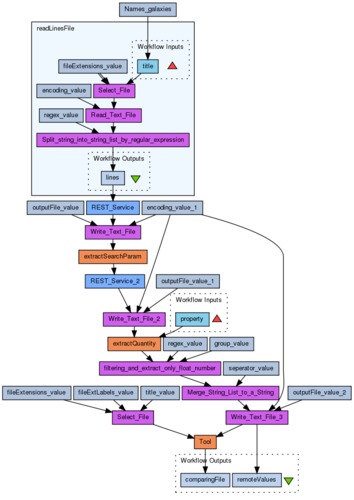 Names_galaxies
readLinesFile
Workflow Inputs
fileExtensions_value
title
encoding_value
Select_File
regex_value
Read_Text_File
Split_string_into_string_list_by_regular_expression
Workflow Outputs
lines
outputFile_value
REST_Service
encoding_value_1
Write_Text_File
extractSearchParam
REST_Service_2
outputFile_value_1
Workflow Inputs
Write_Text_File_2
property
extractQuantity
regex_value
group_value
filtering_and_extract_only_float_number
seperator_value
fileExtensions_value
fileExtLabels_value
title_value
Merge_String_List_to_a_String
outputFile_value_2
Select_File
Write_Text_File_3
Tool
Workflow Outputs
comparingFile
remoteValues